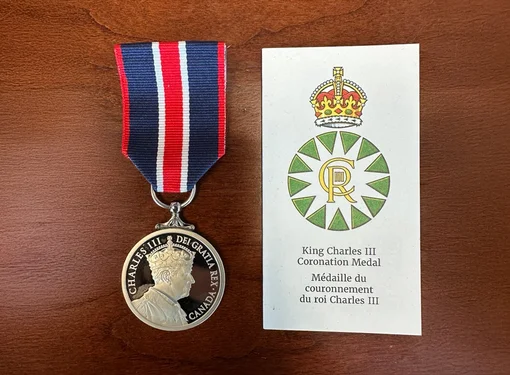 CHARLES III DEI GRATIA REX
CANADA
CR
King Charles III
Coronation Medal
Médaille du
couronnement
du roi Charles III